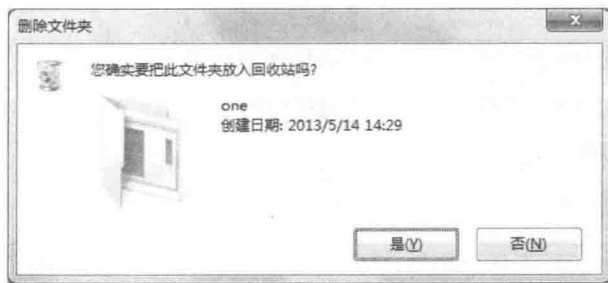 删除文件夹
您确实要把此文件夹放入回收站吗?
one
创建日期: 2013/5/14 14:29
是(Y)
否(N)